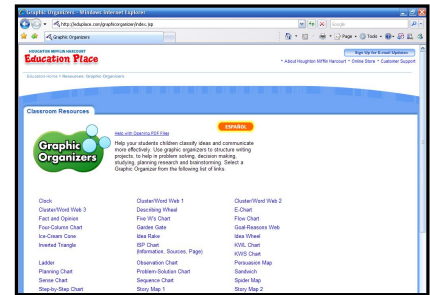 Graphic Organizers - Windows Internet Explorer
http://eduplace.com/graphicorganizer/index.jsp
Google
Graphic Organizers
Page
Tools
HOUGHTON MIFFLIN HARCOURT
Education Place
Sign Up for E-mail Updates
• About Houghton Mifflin Harcourt • Online Store • Customer Support
Education Home > Resources: Graphic Organizers
Classroom Resources
Graphic
Organizers
Help with Opening PDF Files
ESPAÑOL
Help your students children classify ideas and communicate
more effectively. Use graphic organizers to structure writing
projects, to help in problem solving, decision making,
studying, planning research and brainstorming. Select a
Graphic Organizer from the following list of links.
Clock Cluster/Word Web 1 Cluster/Word Web 2
Cluster/Word Web 3 Describing Wheel E-Chart
Fact and Opinion Five W's Chart Flow Chart
Four-Column Chart Garden Gate Goal-Reasons Web
Ice-Cream Cone Idea Rake Idea Wheel
Inverted Triangle ISP Chart KWL Chart
(Information, Sources, Page) KWS Chart
Ladder Observation Chart Persuasion Map
Planning Chart Problem-Solution Chart Sandwich
Sense Chart Sequence Chart Spider Map
Step-by-Step Chart Story Map 1 Story Map 2